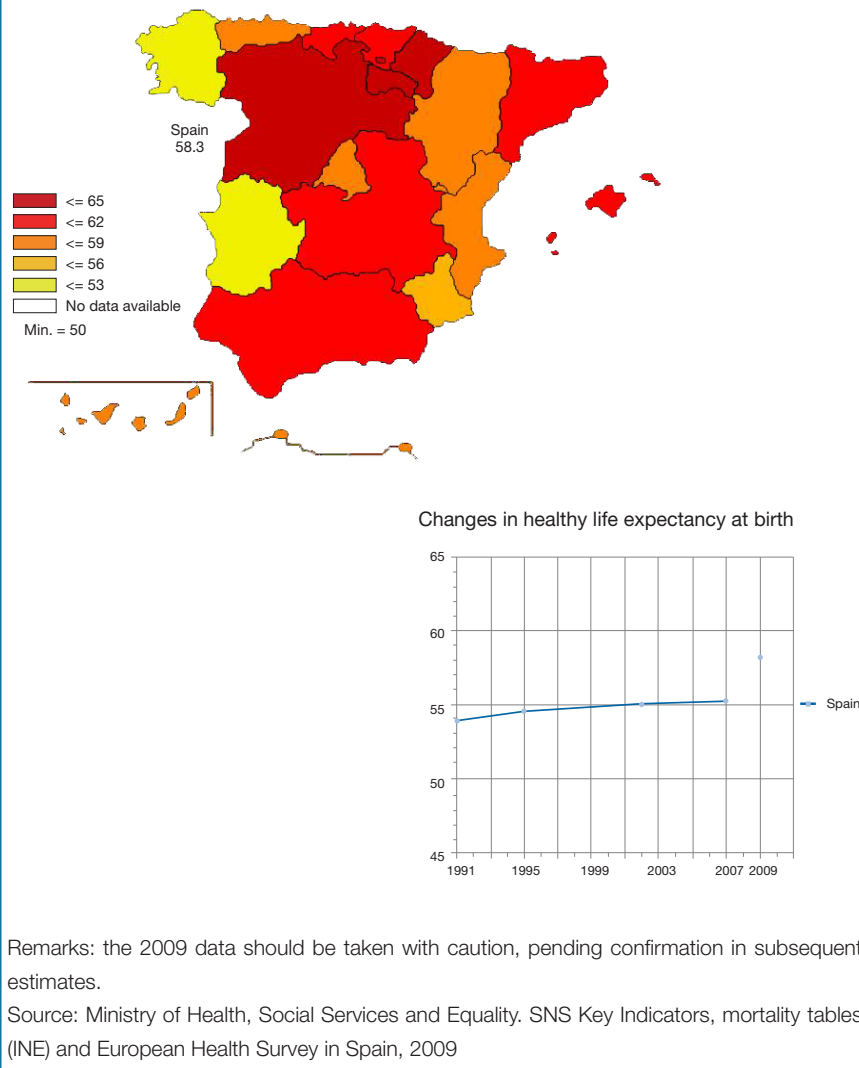 Spain
58.3
<= 65
<= 62
<= 59
<= 56
<= 53
No data available
Min. = 50
Changes in healthy life expectancy at birth
65
60
55
50
45
1991 1995 1999 2003 2007 2009
Spain
Remarks: the 2009 data should be taken with caution, pending confirmation in subsequent
estimates.
Source: Ministry of Health, Social Services and Equality. SNS Key Indicators, mortality tables
(INE) and European Health Survey in Spain, 2009